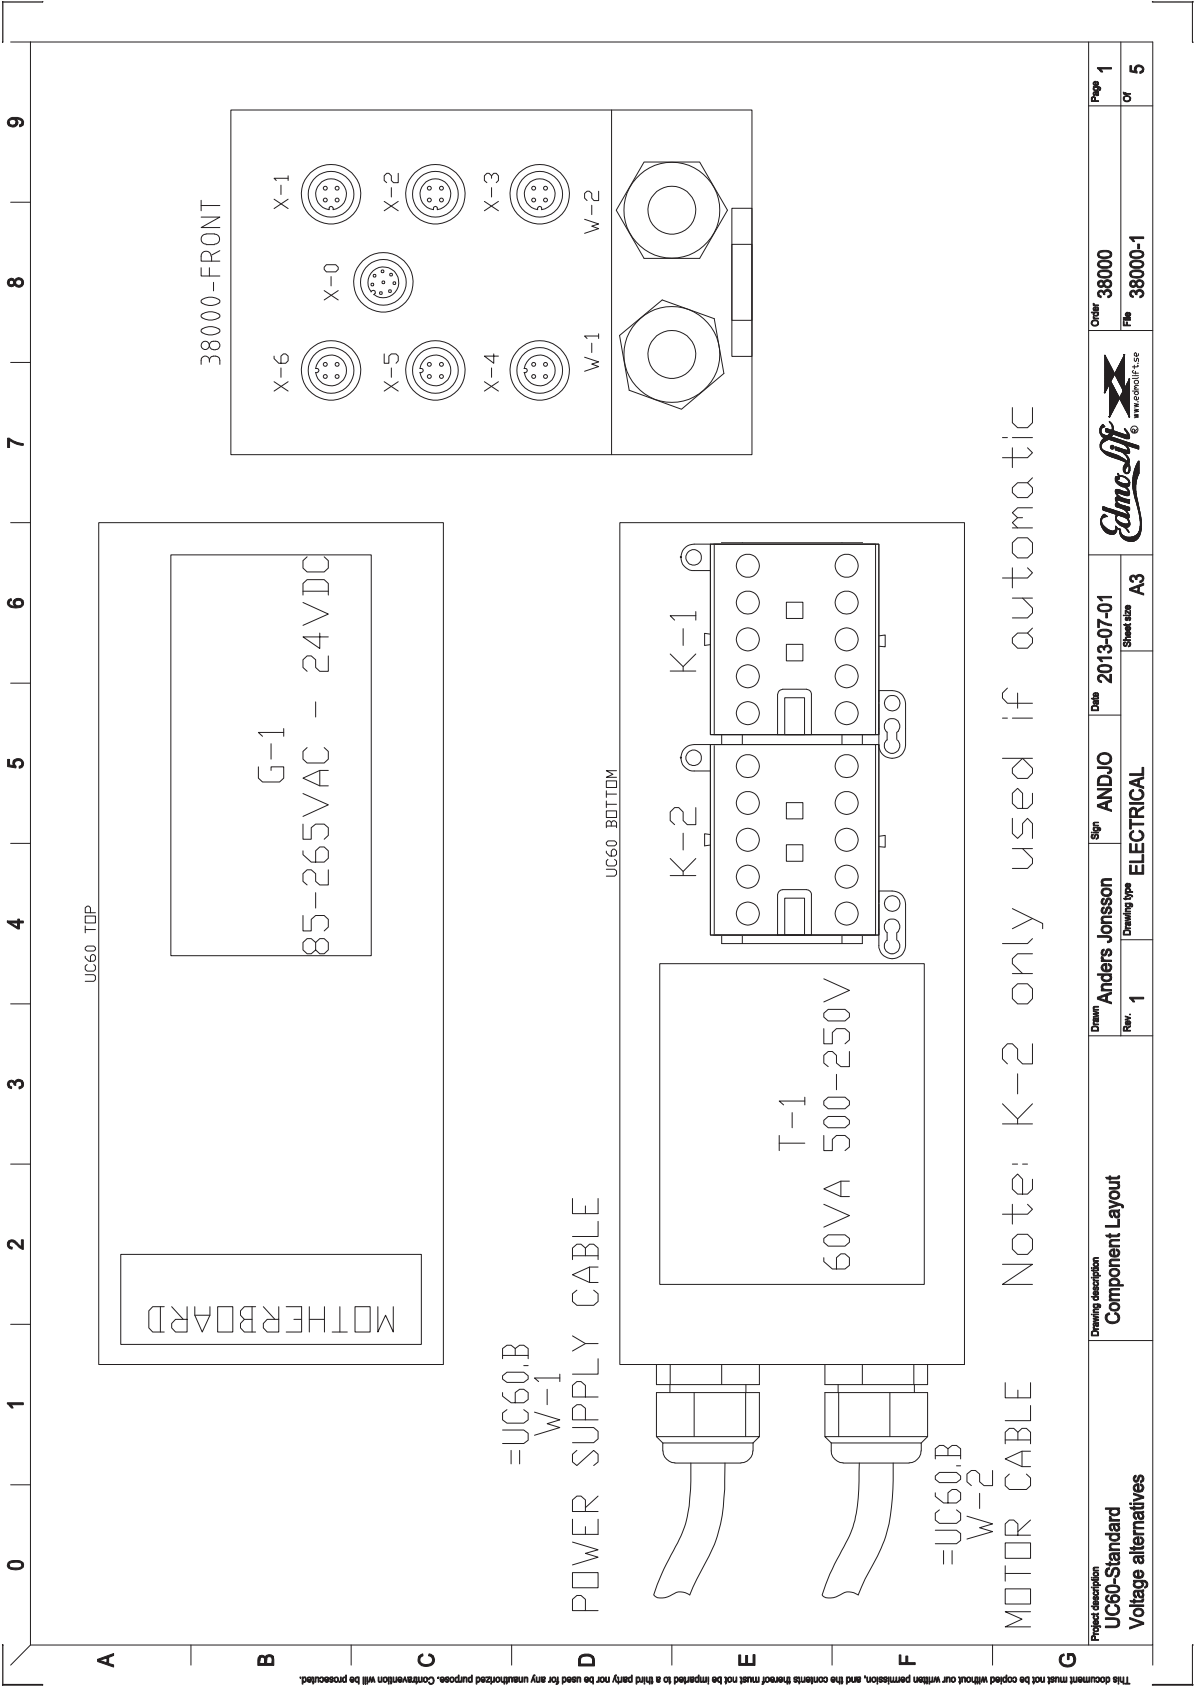 0 1 2 3 4 5 6 7 8 9
A
B
C
D
E
F
G
UC60 TOP
MOTHERBOARD
G-1
85-265VAC - 24VDC
38000-FRONT
X-6
X-1
X-0
X-5
X-2
X-4
X-3
W-1
W-2
=UC60.B
W-1
POWER SUPPLY CABLE
UC60 BOTTOM
K-2
K-1
T-1
60VA 500-250V
=UC60.B
W-2
MOTOR CABLE
Note: K-2 only used if automatic
Project description
UC60-Standard
Voltage alternatives
Drawing description
Component Layout
Drawn Anders Jonsson
Sign ANDJO
Date 2013-07-01
Rev. 1
Drawing type ELECTRICAL
Sheet size A3
EdmoLift ®
www.edmolift.se
Order 38000
Page 1
File 38000-1
Of 5
This document must not be copied without our written permission, and the contents thereof must not be imparted to a third party nor be used for any unauthorized purpose. Contravention will be prosecuted.